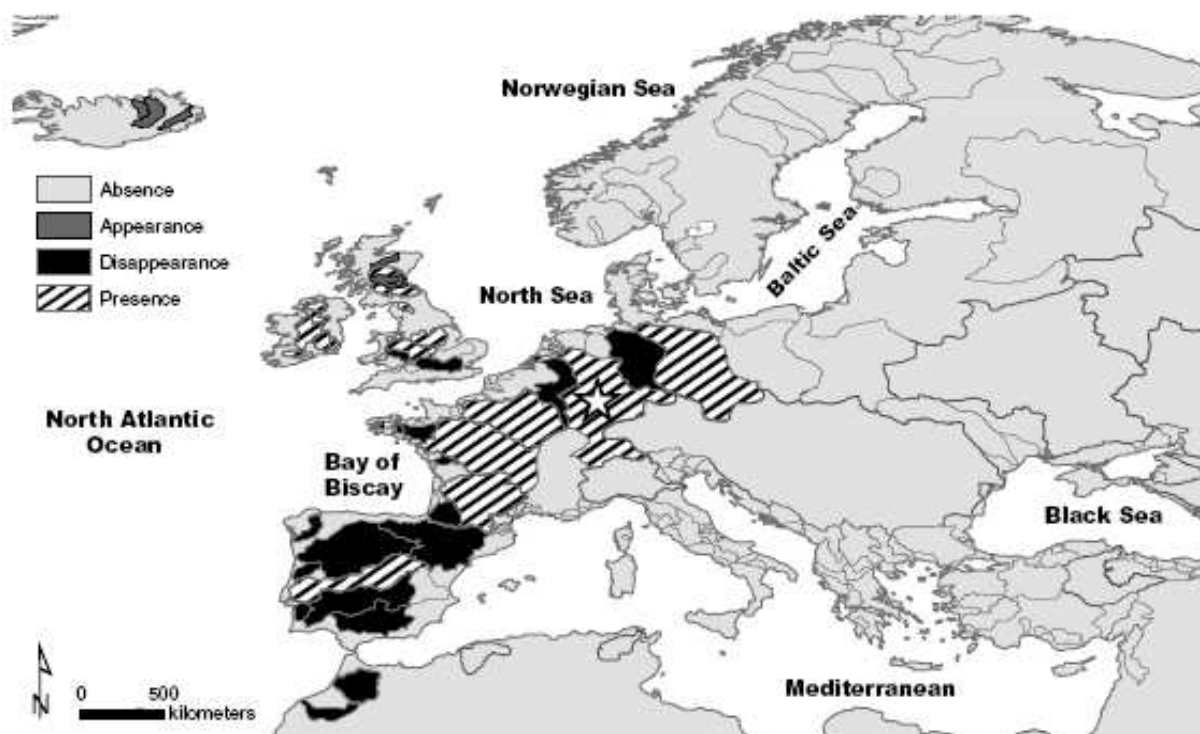 Norwegian Sea
Absence
Appearance
Disappearance
Presence
Baltic Sea
North Sea
North Atlantic
Ocean
Bay of
Biscay
Black Sea
Mediterranean
N
0 500
kilometers